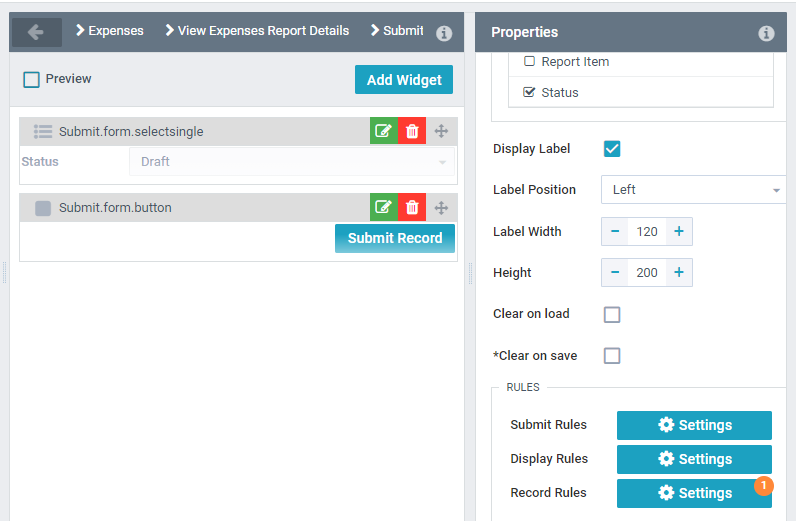 Expenses
View Expenses Report Details
Submit
Preview
Add Widget
Submit.form.selectsingle
Status
Draft
Submit.form.button
Submit Record
Properties
Report Item
Status
Display Label
Label Position
Left
Label Width
− 120 +
Height
− 200 +
Clear on load
*Clear on save
RULES
Submit Rules
Settings
Display Rules
Settings
Record Rules
Settings
1